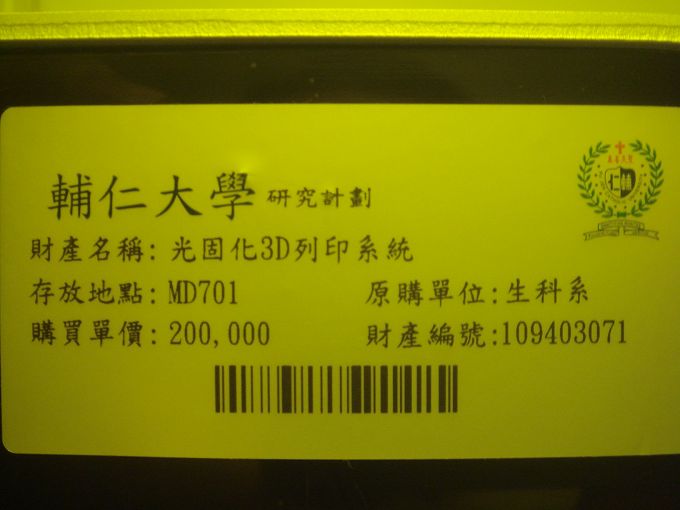 輔仁大學 研究計劃
財產名稱: 光固化3D列印系統
存放地點: MD701 原購單位:生科系
購買單價: 200,000 財產編號:109403071